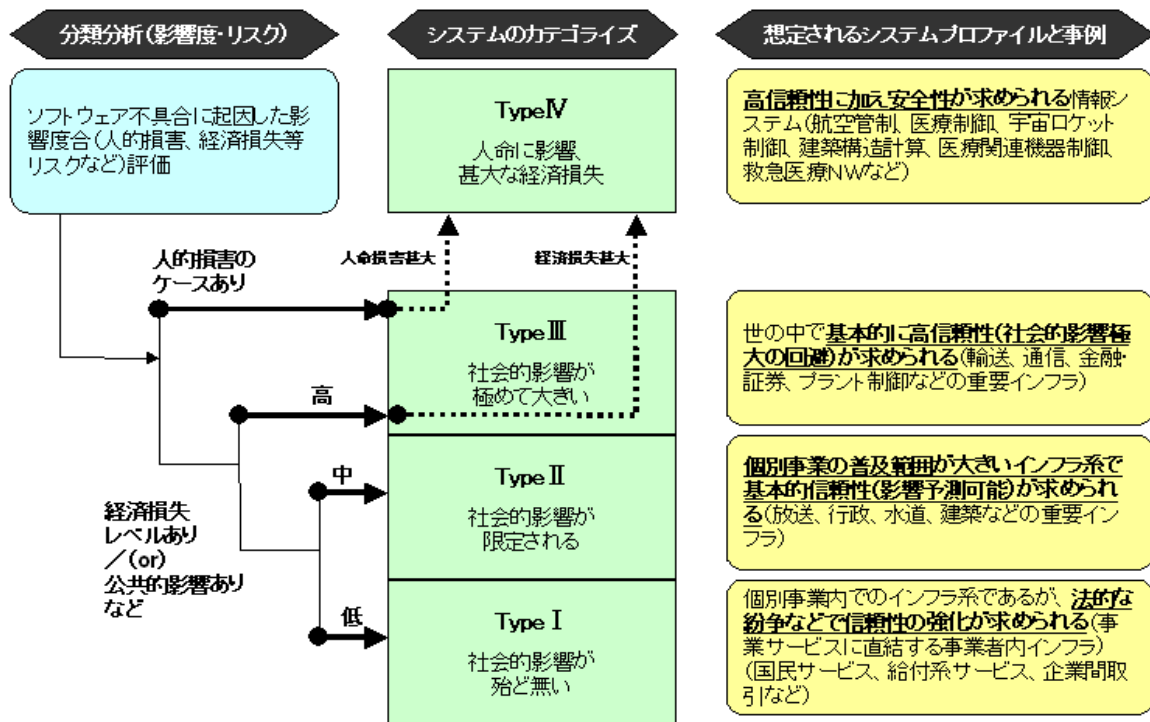 分類分析(影響度・リスク)
システムのカテゴライズ
想定されるシステムプロファイルと事例
ソフトウェア不具合に起因した影
響度合(人的損害、経済損失等
リスクなど)評価
TypeⅣ
人命に影響、
甚大な経済損失
高信頼性に加え安全性が求められる情報シ
ステム(航空管制、医療制御、宇宙ロケット
制御、建築構造計算、医療関連機器制御、
救急医療NWなど)
人的損害の
ケースあり
人命損害甚大
経済損失甚大
TypeⅢ
社会的影響が
極めて大きい
世の中で基本的に高信頼性(社会的影響極
大の回避)が求められる(輸送、通信、金融・
証券、プラント制御などの重要インフラ)
高
中
TypeⅡ
社会的影響が
限定される
個別事業の普及範囲が大きいインフラ系で
基本的信頼性(影響予測可能)が求められ
る(放送、行政、水道、建築などの重要イン
フラ)
経済損失
レベルあり
/(or)
公共的影響あり
など
低
TypeⅠ
社会的影響が
殆ど無い
個別事業内でのインフラ系であるが、法的な
紛争などで信頼性の強化が求められる(事
業サービスに直結する事業者内インフラ)
(国民サービス、給付系サービス、企業間取
引など)